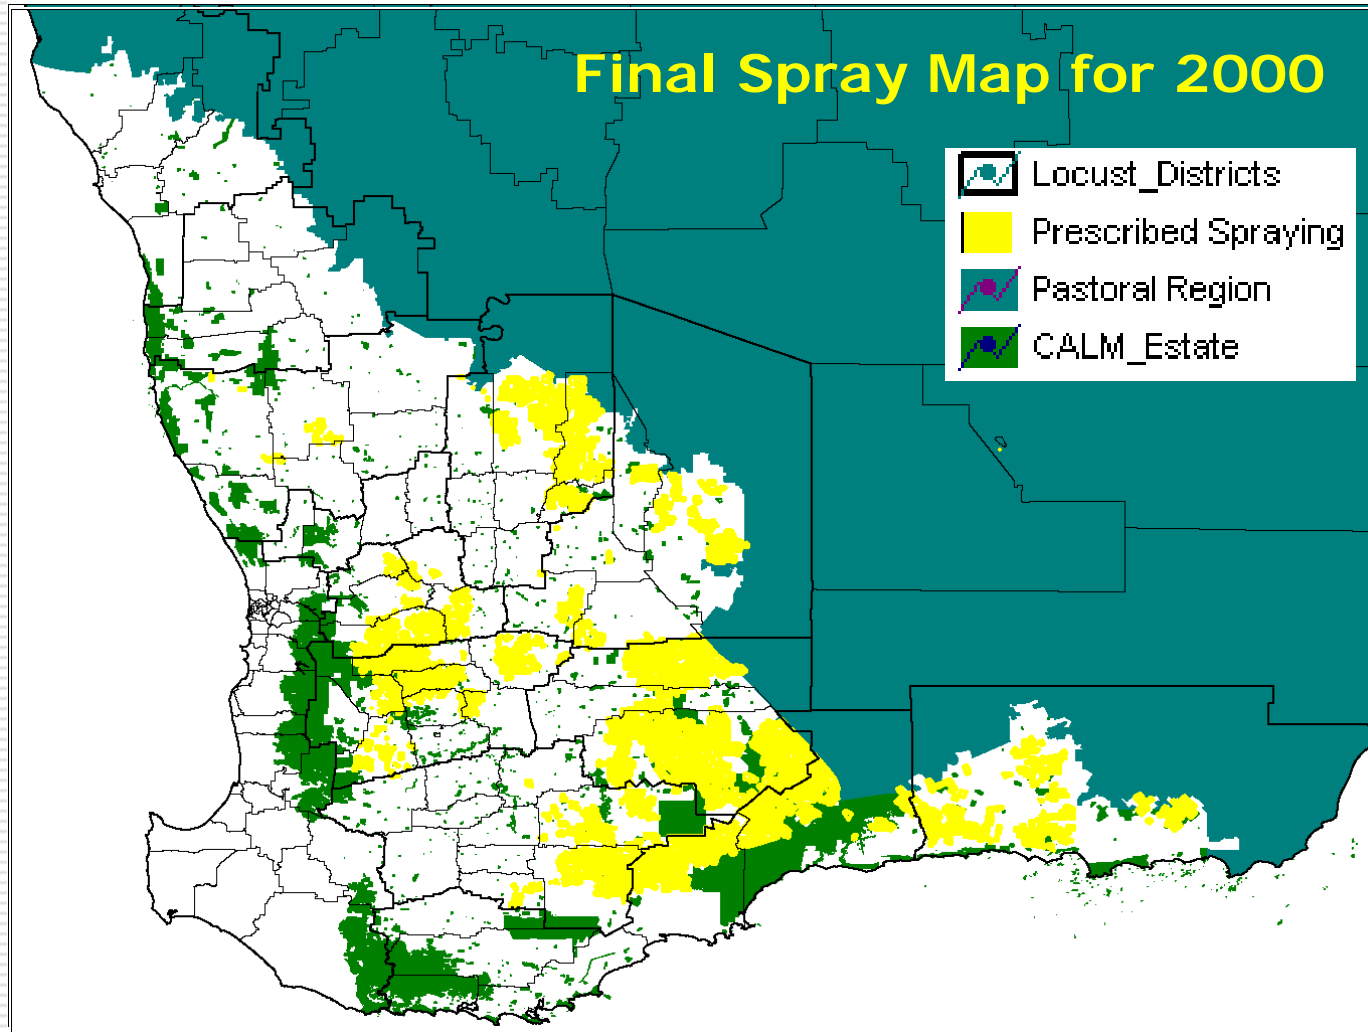 Final Spray Map for 2000
Locust_Districts
Prescribed Spraying
Pastoral Region
CALM_Estate